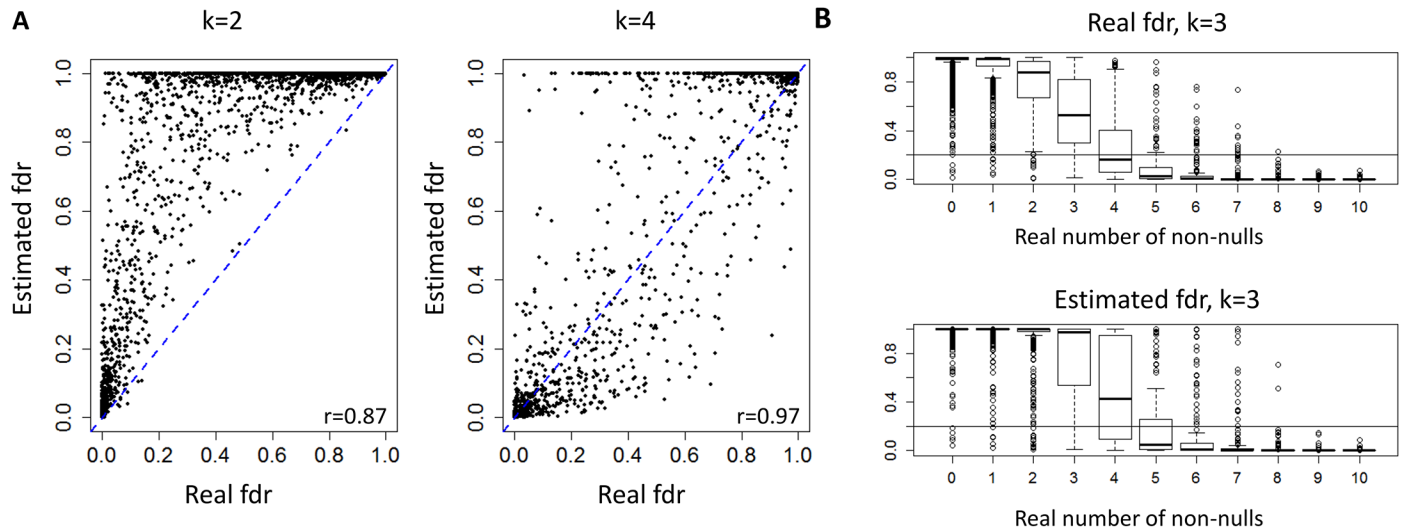 A
k=2
k=4
Estimated fdr
0.0 0.2 0.4 0.6 0.8 1.0
r=0.87
0.0 0.2 0.4 0.6 0.8 1.0
Real fdr
Estimated fdr
0.0 0.2 0.4 0.6 0.8 1.0
r=0.97
0.0 0.2 0.4 0.6 0.8 1.0
Real fdr
B
Real fdr, k=3
0.0 0.4 0.8
0 1 2 3 4 5 6 7 8 9 10
Real number of non-nulls
Estimated fdr, k=3
0.0 0.4 0.8
0 1 2 3 4 5 6 7 8 9 10
Real number of non-nulls